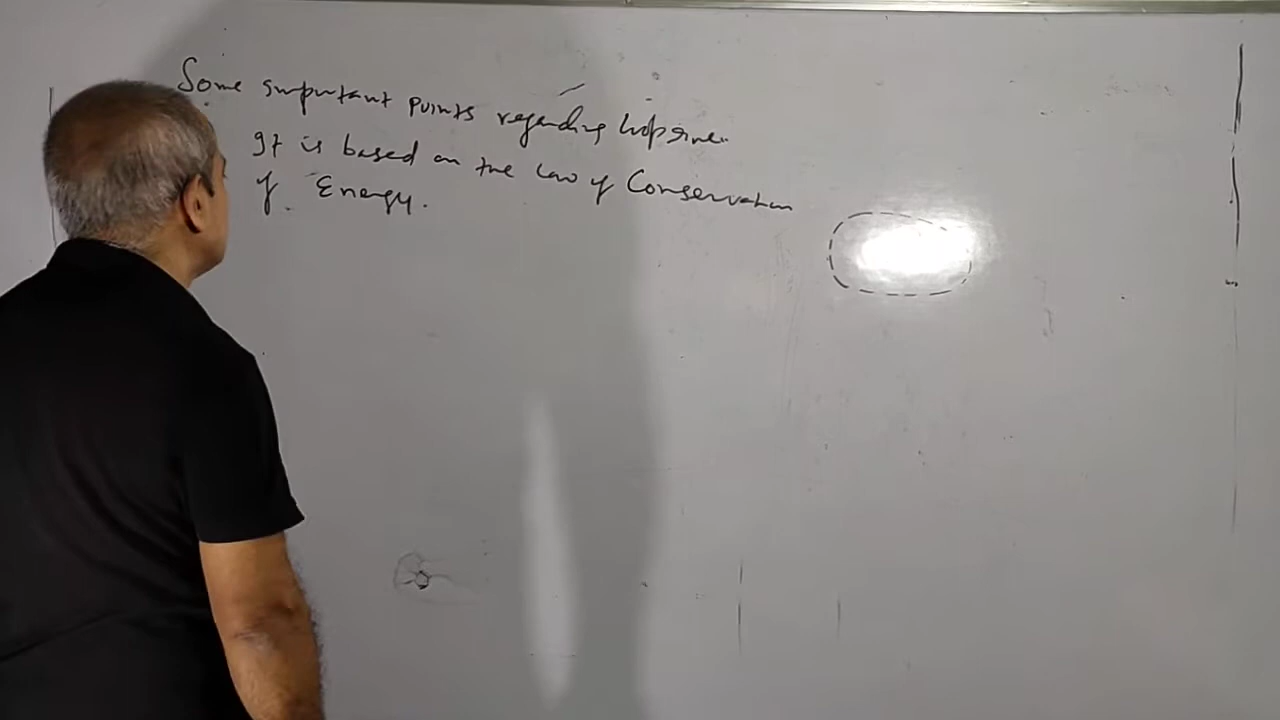 Some important points regarding
It is based on the law of Conservation
of Energy.